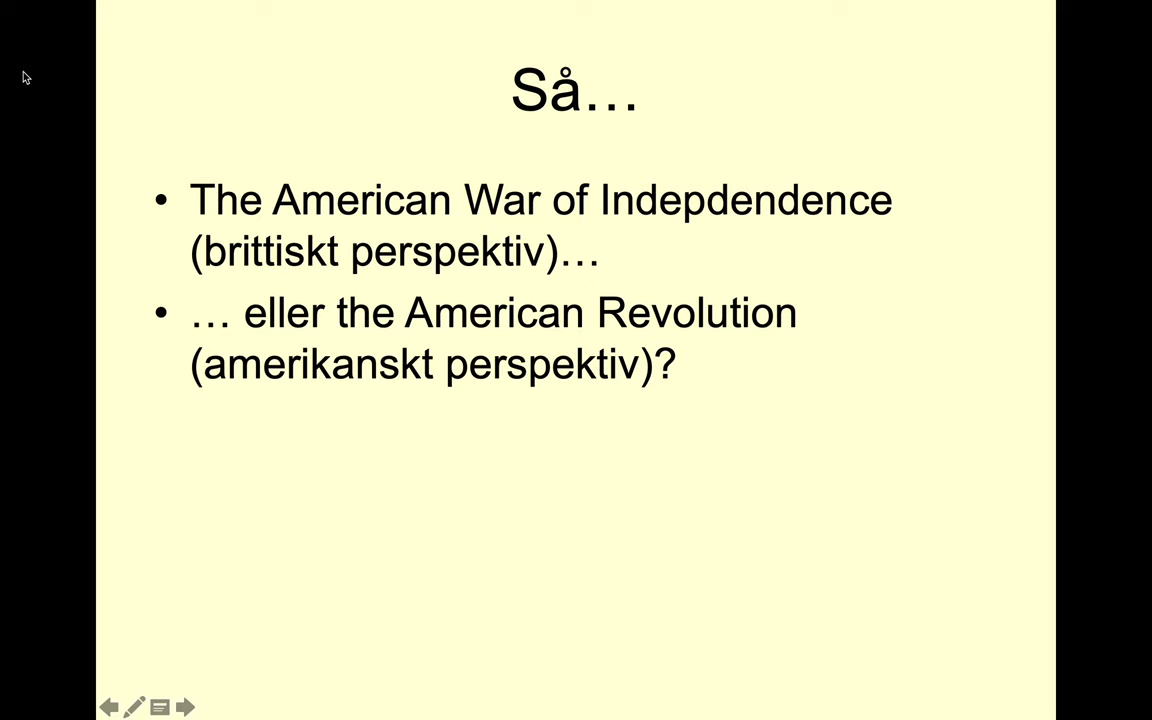 Så…
• The American War of Indepdendence
(brittiskt perspektiv)…
• … eller the American Revolution
(amerikanskt perspektiv)?